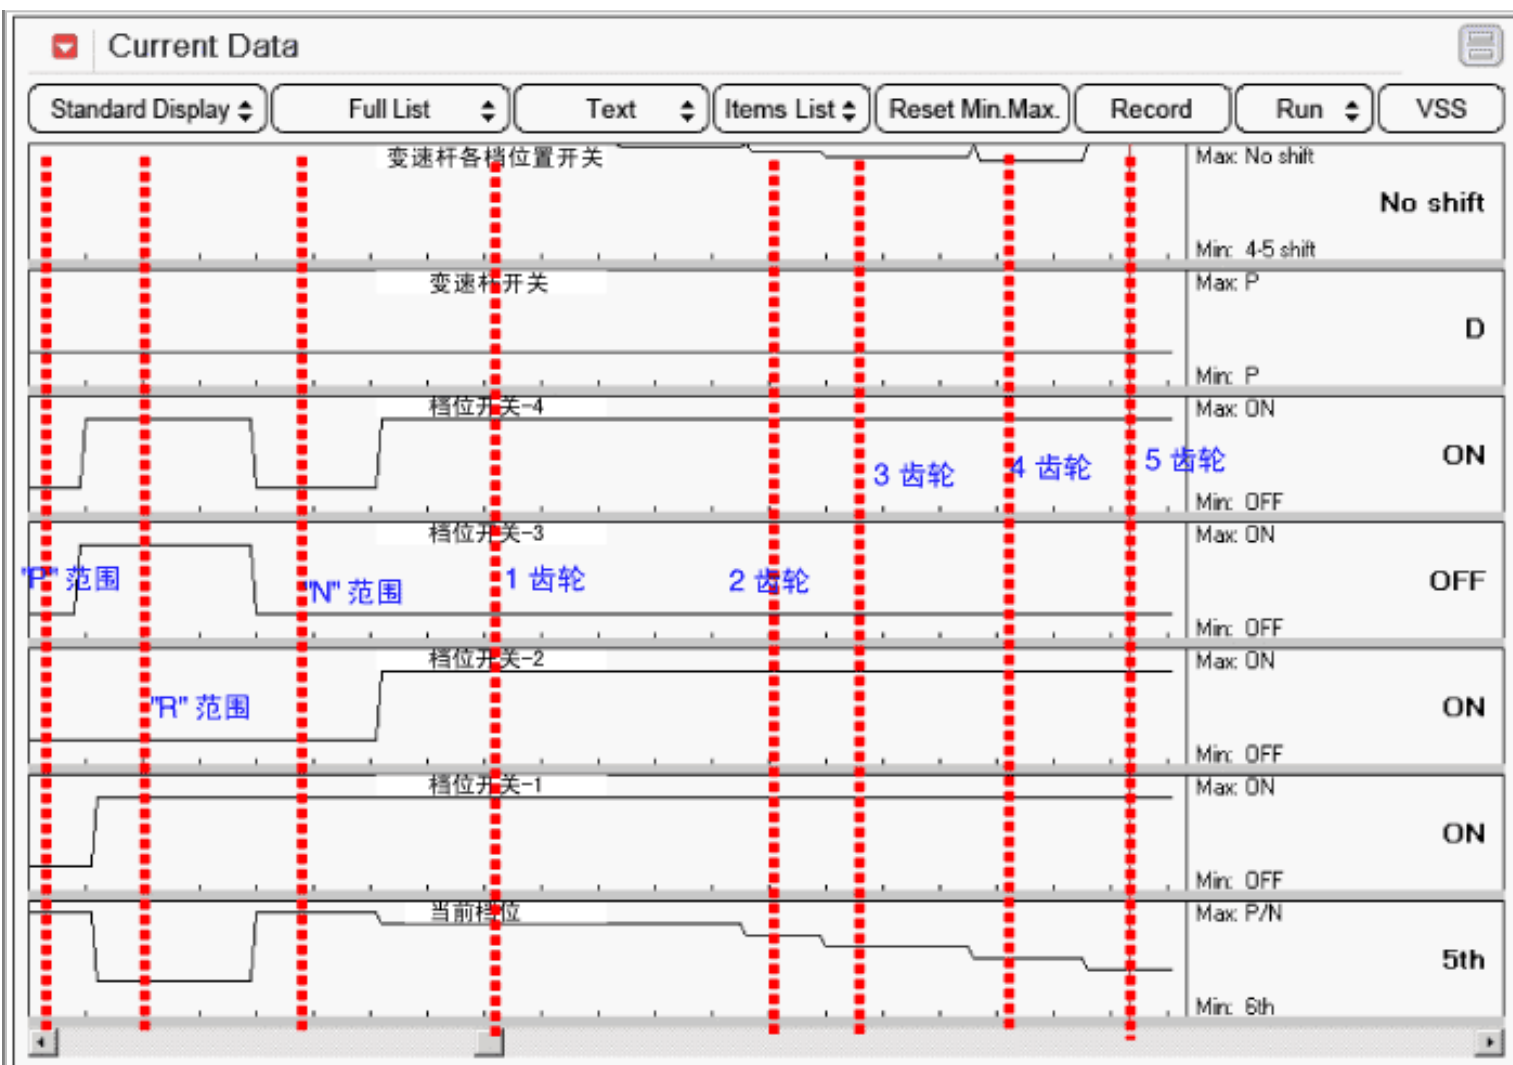 Current Data
Standard Display Full List Text Items List Reset Min.Max. Record Run VSS
变速杆各档位置开关
Max: No shift
No shift
Min: 4-5 shift
变速杆开关
Max: P
D
Min: P
档位开关-4
Max: ON
3 齿轮 4 齿轮 5 齿轮
ON
Min: OFF
档位开关-3
Max: ON
"P" 范围 "N" 范围 1 齿轮 2 齿轮
OFF
Min: OFF
档位开关-2
Max: ON
"R" 范围
ON
Min: OFF
档位开关-1
Max: ON
ON
Min: OFF
当前档位
Max: P/N
5th
Min: 6th